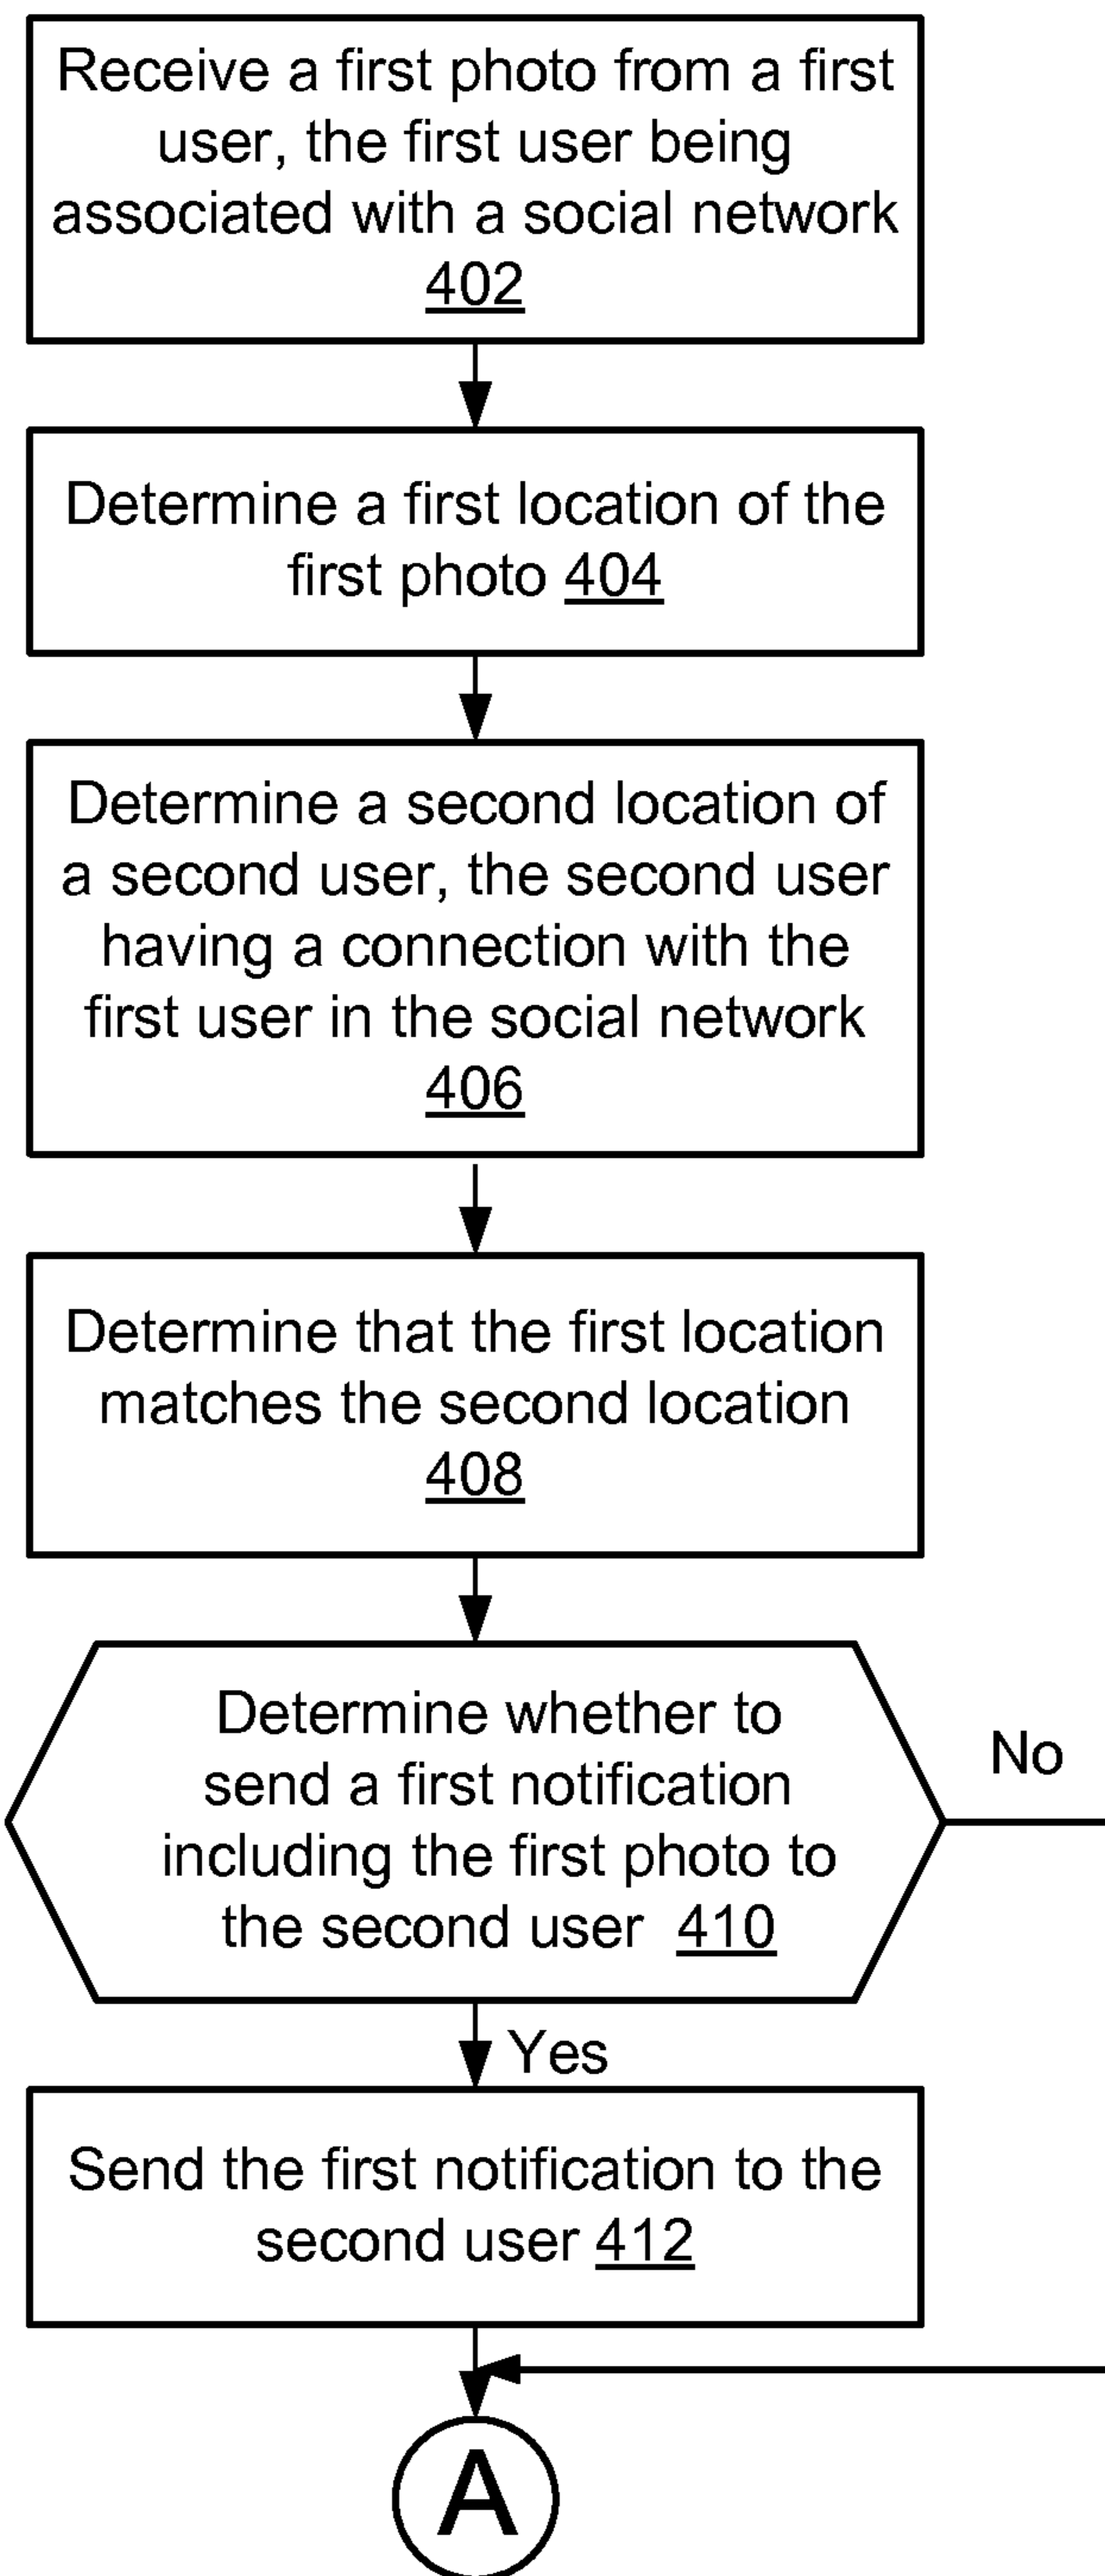 Receive a first photo from a first
user, the first user being
associated with a social network
402
Determine a first location of the
first photo 404
Determine a second location of
a second user, the second user
having a connection with the
first user in the social network
406
Determine that the first location
matches the second location
408
Determine whether to
send a first notification
including the first photo to
the second user 410
No
Yes
Send the first notification to the
second user 412
A